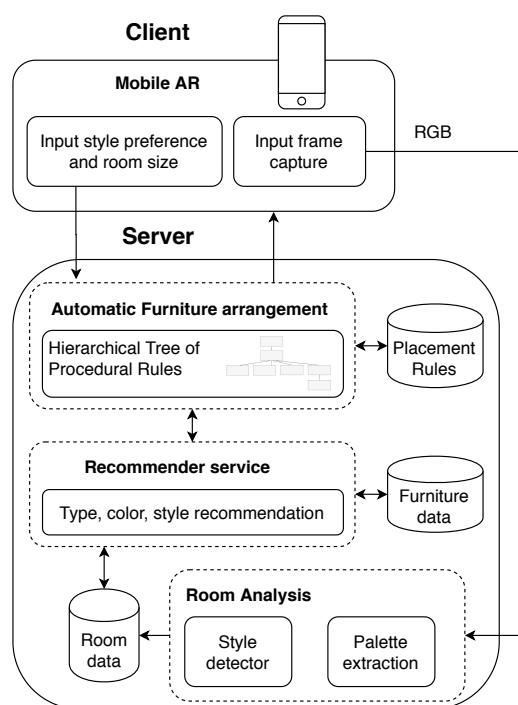 Client
Mobile AR
Input style preference
and room size
Input frame
capture
RGB
Server
Automatic Furniture arrangement
Hierarchical Tree of
Procedural Rules
Placement
Rules
Recommender service
Type, color, style recommendation
Furniture
data
Room Analysis
Room
data
Style
detector
Palette
extraction